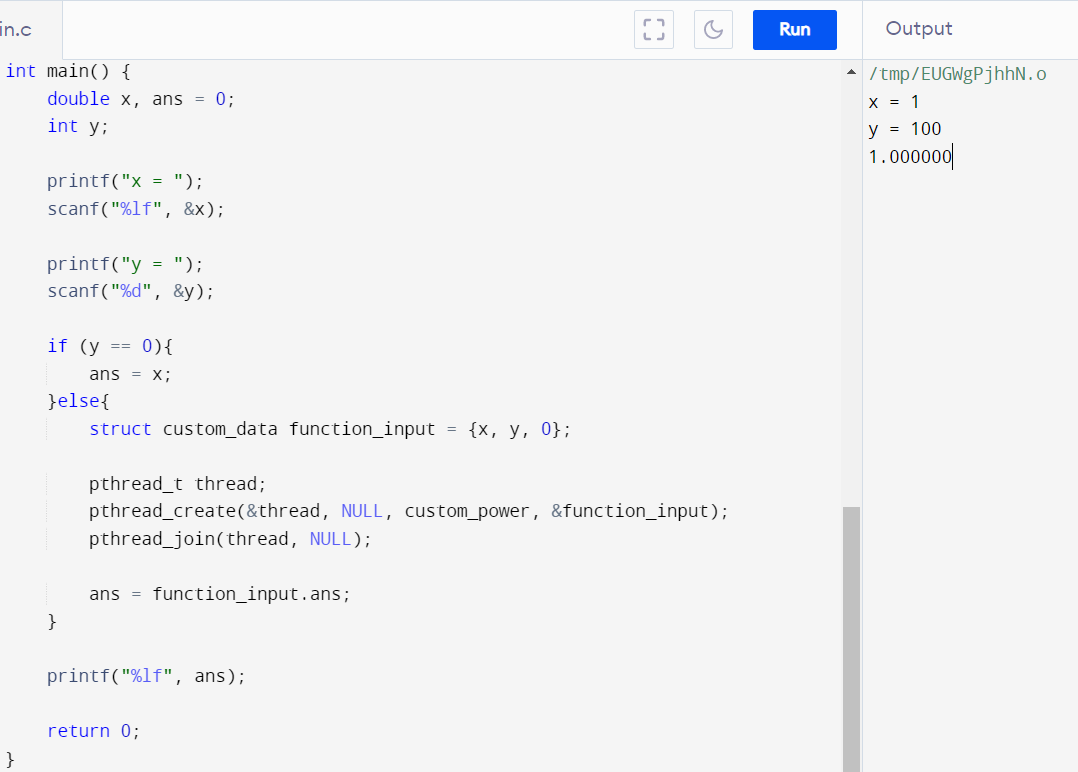 in.c
Run
Output
int main() {
    double x, ans = 0;
    int y;

    printf("x = ");
    scanf("%lf", &x);

    printf("y = ");
    scanf("%d", &y);

    if (y == 0){
        ans = x;
    }else{
        struct custom_data function_input = {x, y, 0};

        pthread_t thread;
        pthread_create(&thread, NULL, custom_power, &function_input);
        pthread_join(thread, NULL);

        ans = function_input.ans;
    }

    printf("%lf", ans);

    return 0;
}
/tmp/EUGWgPjhhN.o
x = 1
y = 100
1.000000